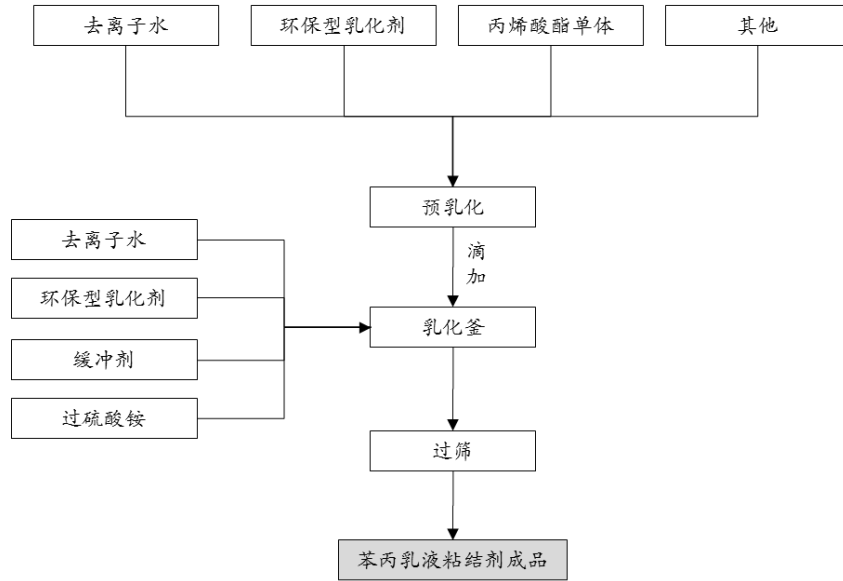 去离子水
环保型乳化剂
丙烯酸酯单体
其他
预乳化
滴
加
去离子水
环保型乳化剂
缓冲剂
过硫酸铵
乳化釜
过筛
苯丙乳液粘结剂成品